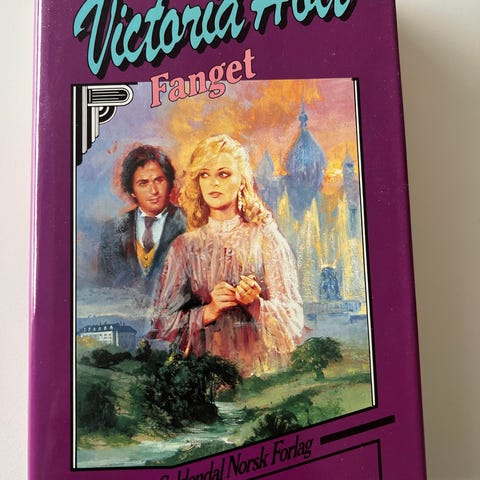 Victoria Holt
Fanget
Gyldendal Norsk Forlag